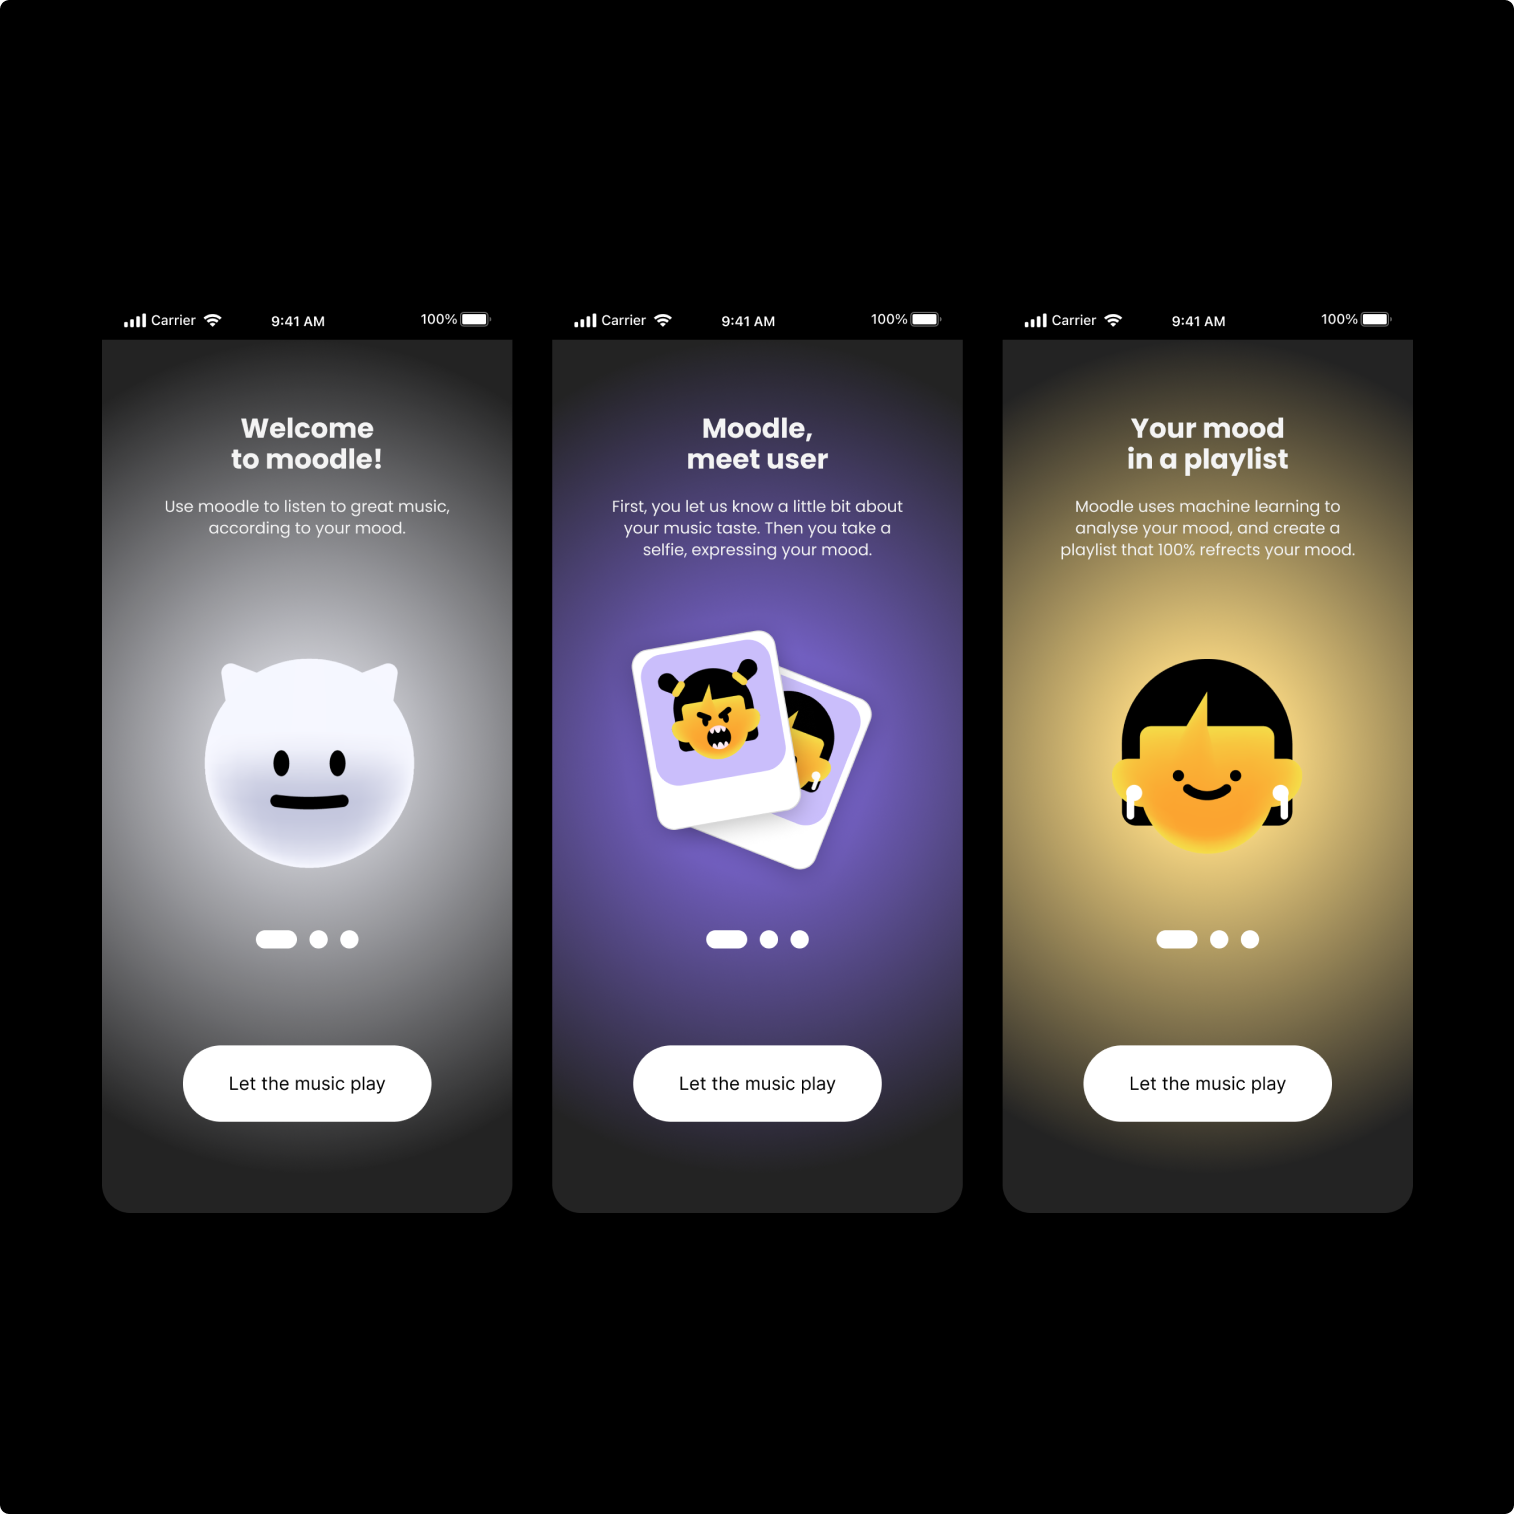 Carrier 9:41 AM 100%
Welcome
to moodle!
Use moodle to listen to great music,
according to your mood.
Let the music play
Carrier 9:41 AM 100%
Moodle,
meet user
First, you let us know a little bit about
your music taste. Then you take a
selfie, expressing your mood.
Let the music play
Carrier 9:41 AM 100%
Your mood
in a playlist
Moodle uses machine learning to
analyse your mood, and create a
playlist that 100% refrects your mood.
Let the music play